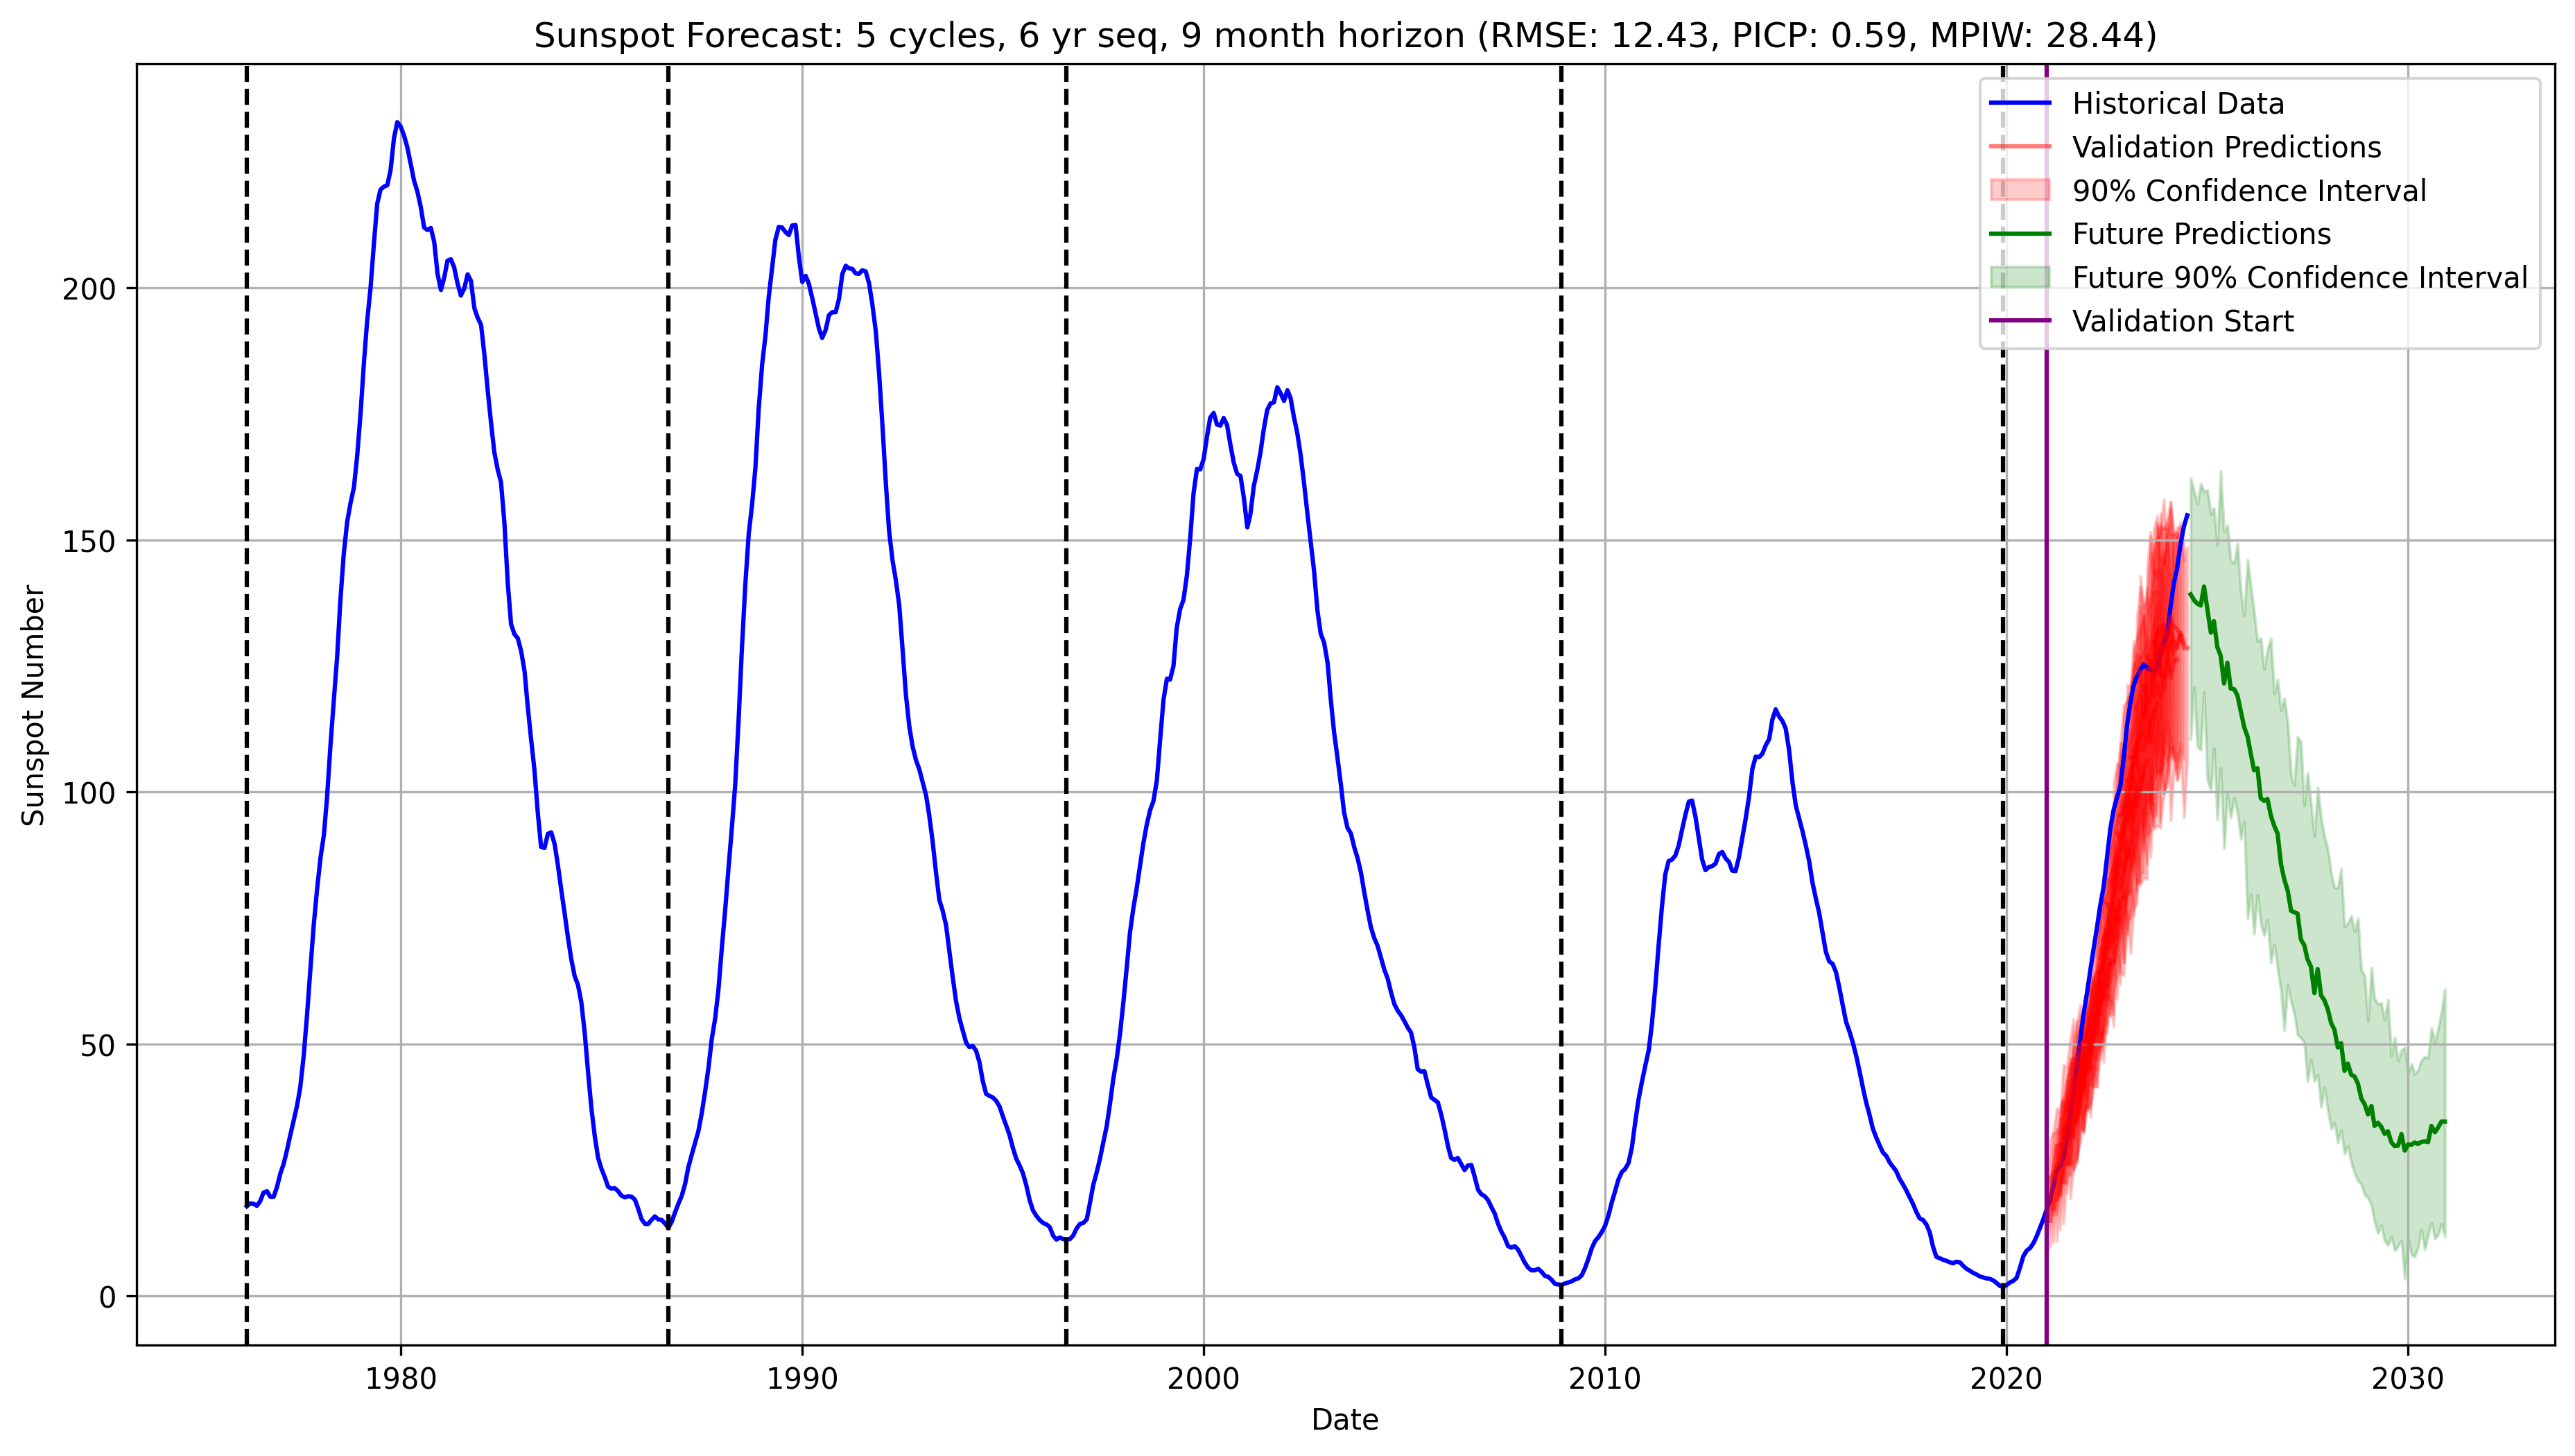 Sunspot Forecast: 5 cycles, 6 yr seq, 9 month horizon (RMSE: 12.43, PICP: 0.59, MPIW: 28.44)
Historical Data
Validation Predictions
90% Confidence Interval
Future Predictions
Future 90% Confidence Interval
Validation Start
Sunspot Number
200
150
100
50
0
1980
1990
2000
2010
2020
2030
Date